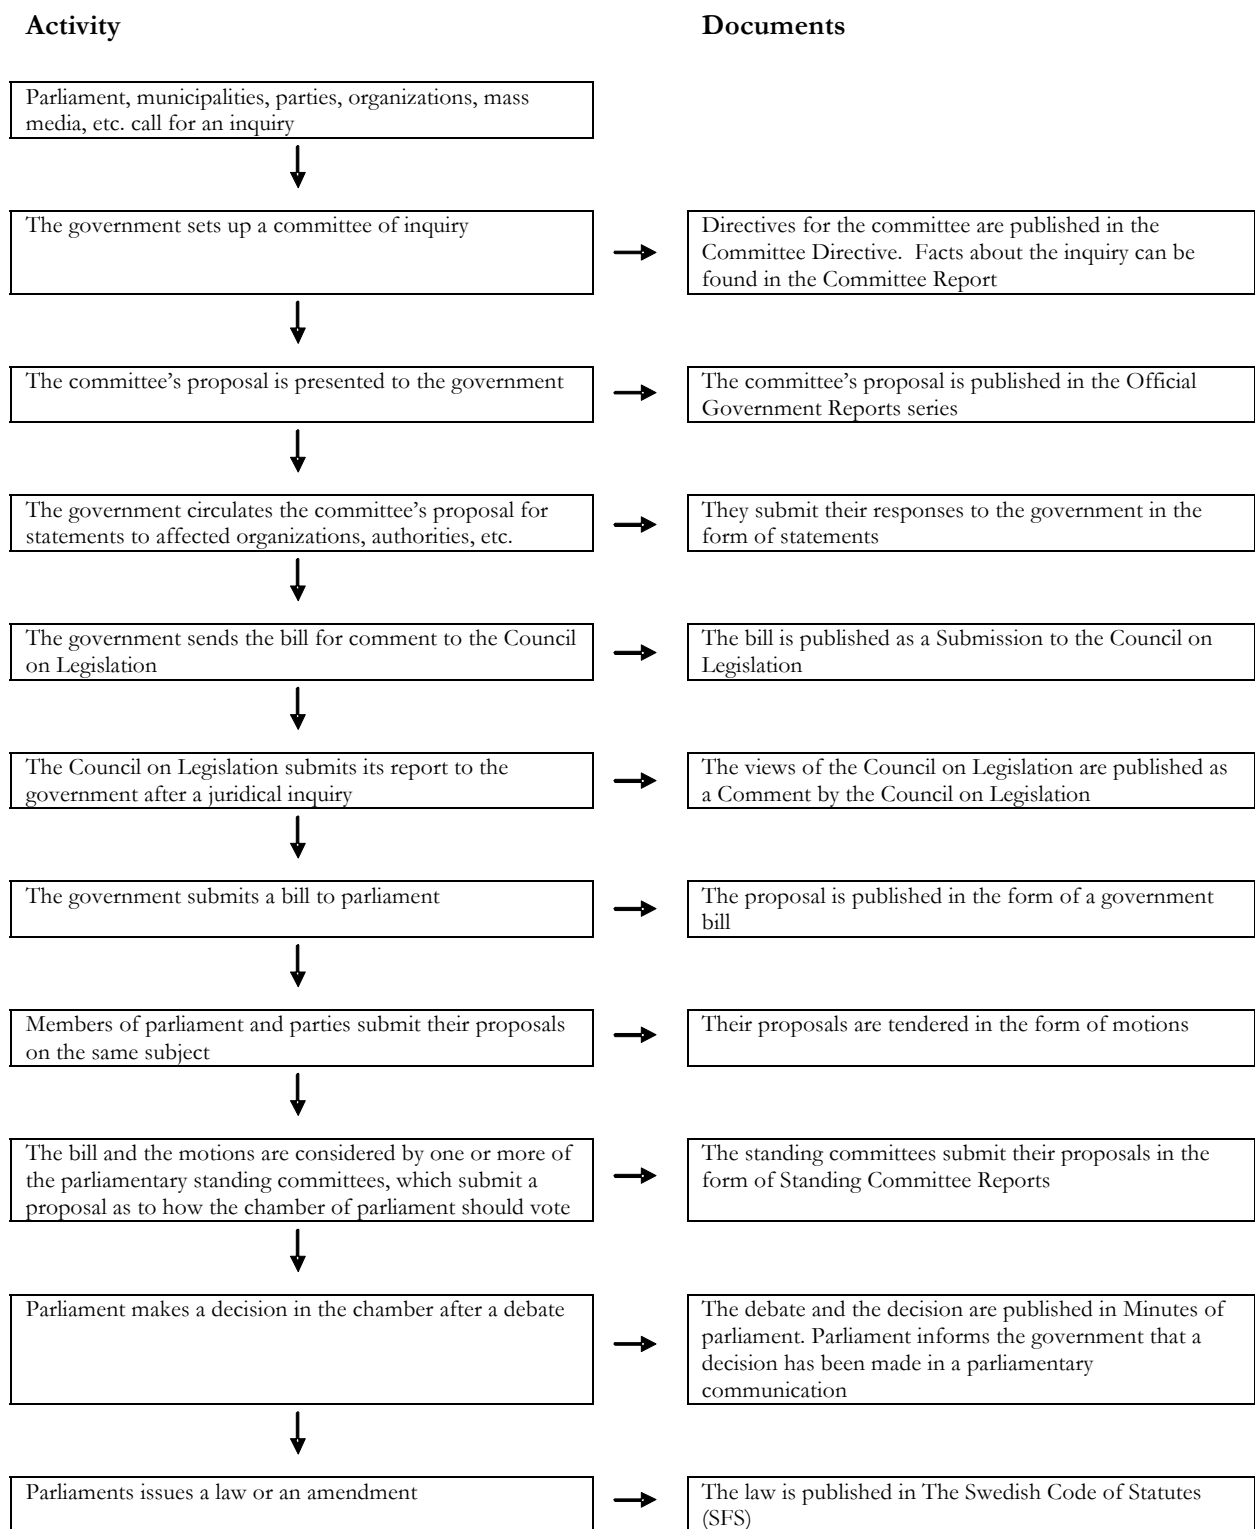 Activity
Documents
Parliament, municipalities, parties, organizations, mass
media, etc. call for an inquiry
The government sets up a committee of inquiry
Directives for the committee are published in the
Committee Directive.  Facts about the inquiry can be
found in the Committee Report
The committee’s proposal is presented to the government
The committee’s proposal is published in the Official
Government Reports series
The government circulates the committee’s proposal for
statements to affected organizations, authorities, etc.
They submit their responses to the government in the
form of statements
The government sends the bill for comment to the Council
on Legislation
The bill is published as a Submission to the Council on
Legislation
The Council on Legislation submits its report to the
government after a juridical inquiry
The views of the Council on Legislation are published as
a Comment by the Council on Legislation
The government submits a bill to parliament
The proposal is published in the form of a government
bill
Members of parliament and parties submit their proposals
on the same subject
Their proposals are tendered in the form of motions
The bill and the motions are considered by one or more of
the parliamentary standing committees, which submit a
proposal as to how the chamber of parliament should vote
The standing committees submit their proposals in the
form of Standing Committee Reports
Parliament makes a decision in the chamber after a debate
The debate and the decision are published in Minutes of
parliament. Parliament informs the government that a
decision has been made in a parliamentary
communication
Parliaments issues a law or an amendment
The law is published in The Swedish Code of Statutes
(SFS)